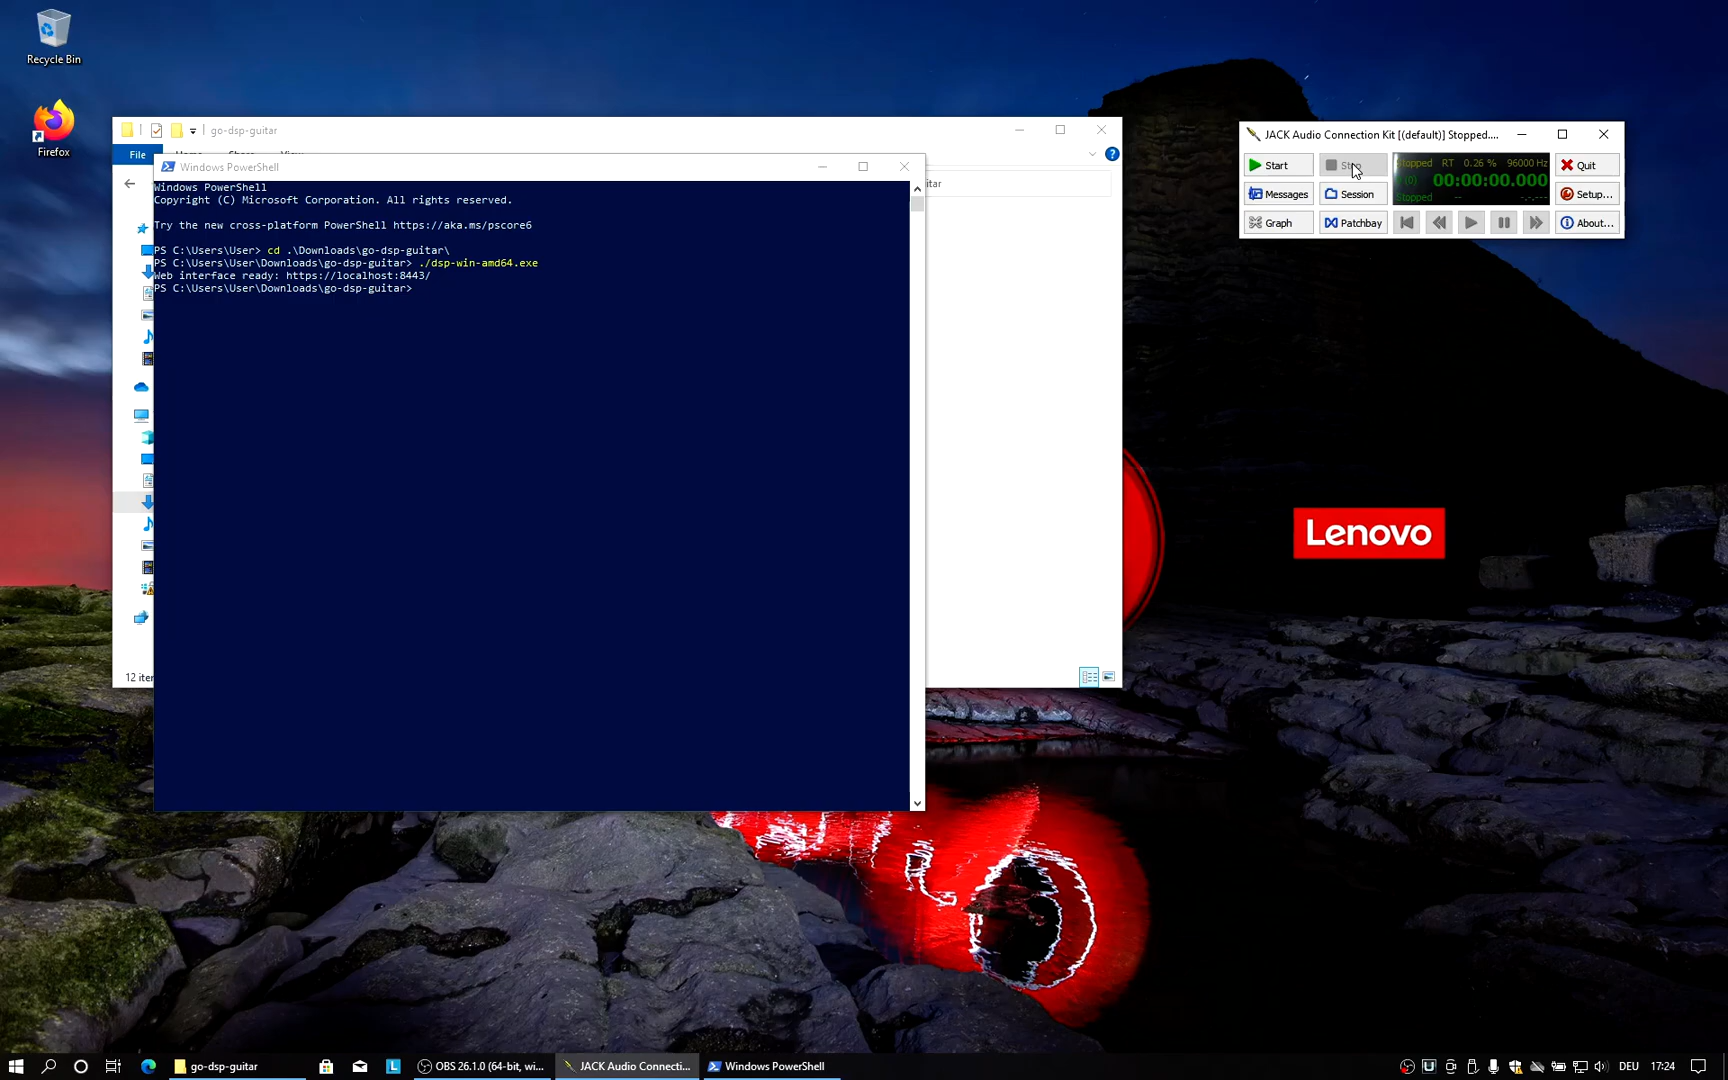 Recycle Bin
Firefox
go-dsp-guitar
File
Windows PowerShell
Windows PowerShell
Copyright (C) Microsoft Corporation. All rights reserved.
Try the new cross-platform PowerShell https://aka.ms/pscore6
PS C:\Users\User> cd .\Downloads\go-dsp-guitar\
PS C:\Users\User\Downloads\go-dsp-guitar> ./dsp-win-amd64.exe
Web interface ready: https://localhost:8443/
PS C:\Users\User\Downloads\go-dsp-guitar>
itar
12 iter
JACK Audio Connection Kit [(default)] Stopped....
Start
Stop
Stopped RT 0.26 % 96000 Hz
(0) 00:00:00.000
Stopped -- -.-.---
Quit
Messages
Session
Setup...
Graph
Patchbay
About...
Lenovo
go-dsp-guitar
OBS 26.1.0 (64-bit, wi...
JACK Audio Connecti...
Windows PowerShell
DEU
17:24